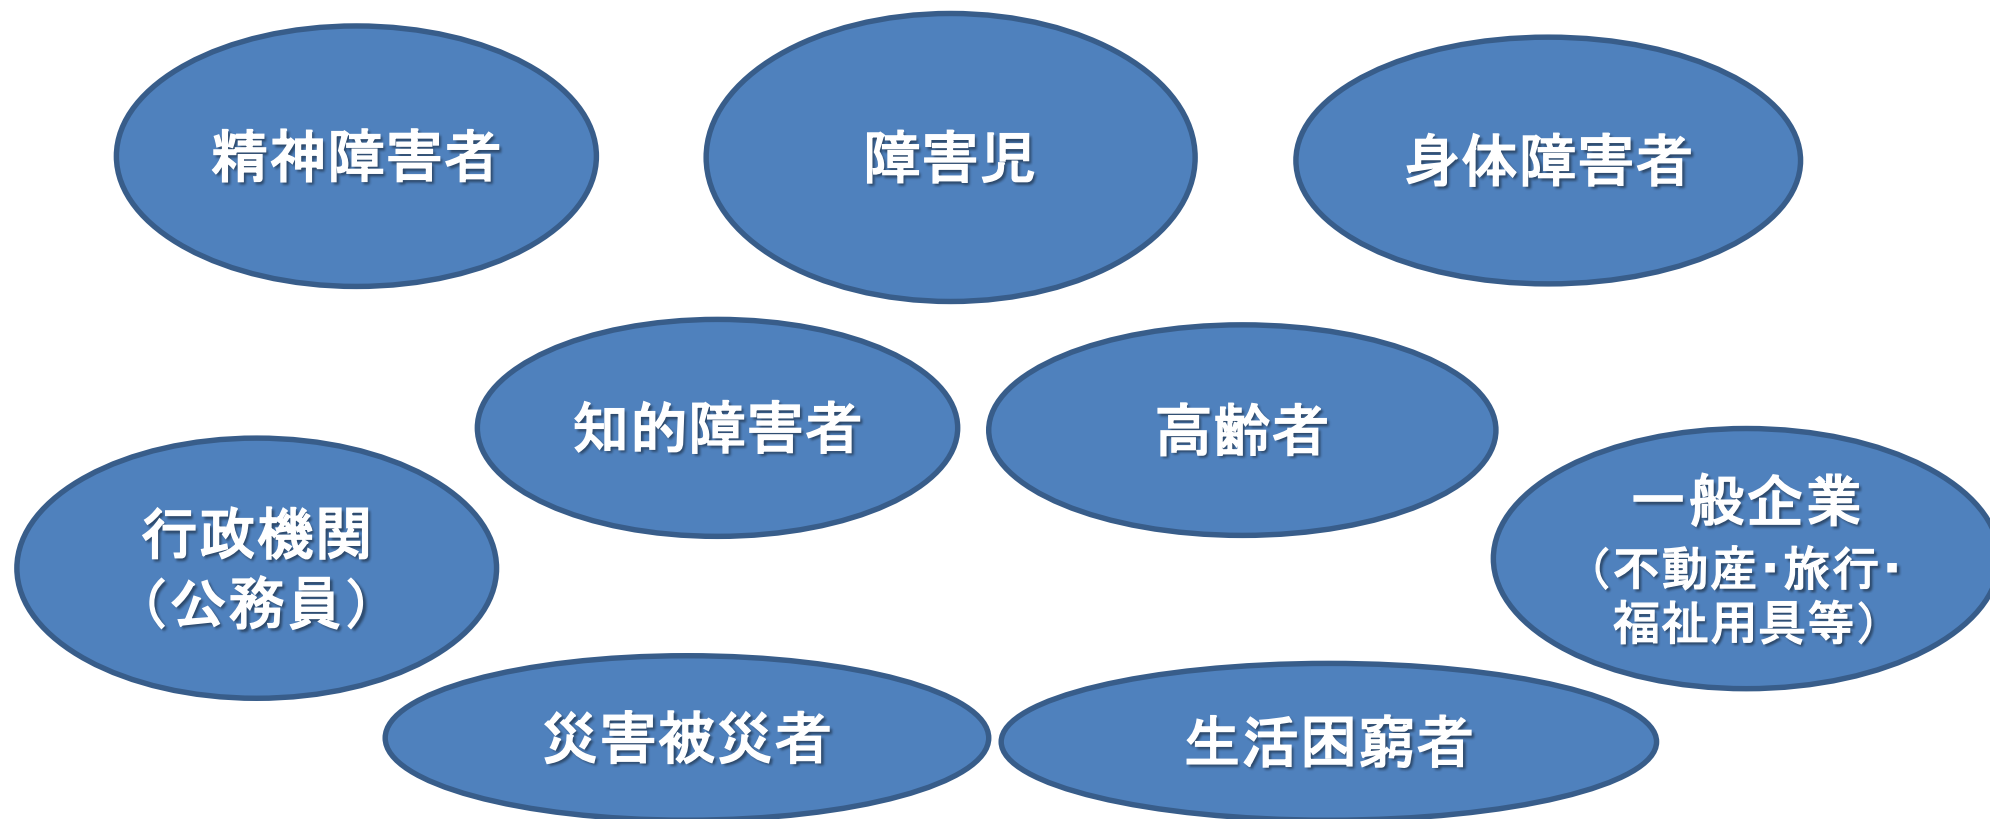 精神障害者
障害児
身体障害者
知的障害者
高齢者
行政機関
（公務員）
一般企業
（不動産・旅行・
福祉用具等）
災害被災者
生活困窮者